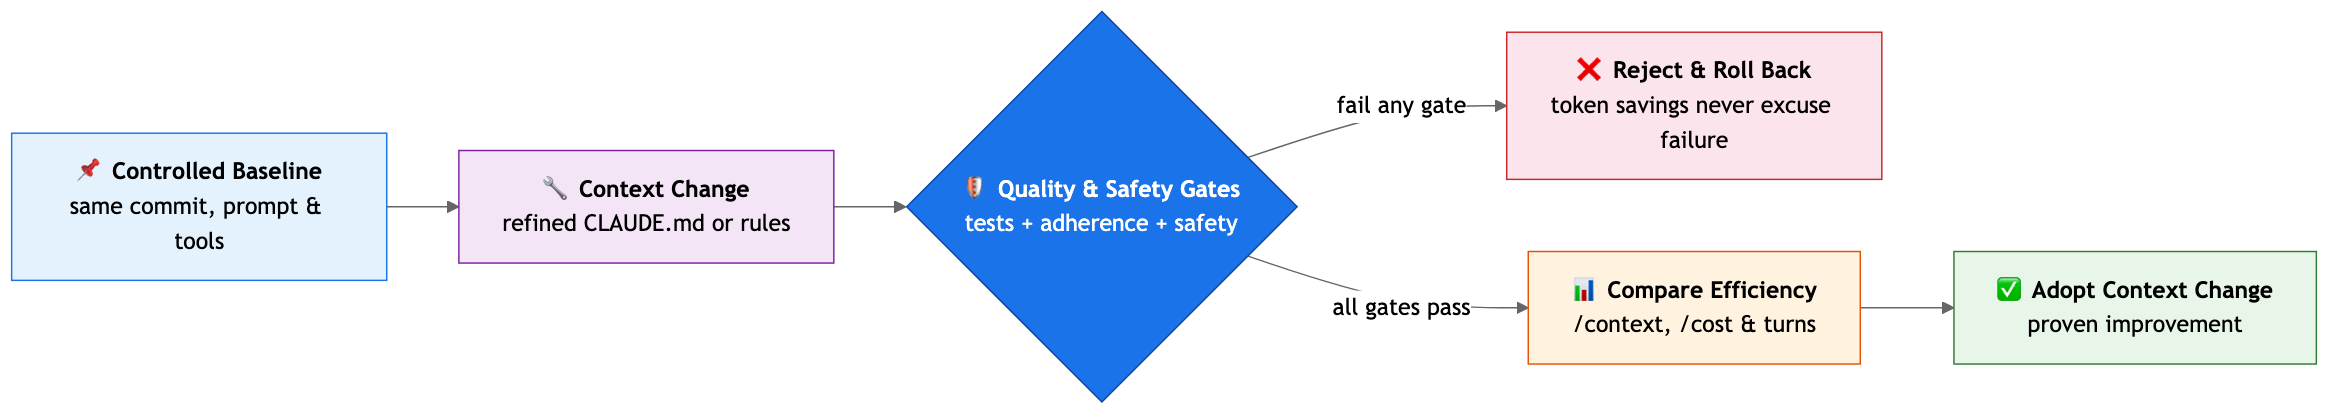 📌 Controlled Baseline
same commit, prompt &
tools
🔧 Context Change
refined CLAUDE.md or rules
🛡️ Quality & Safety Gates
tests + adherence + safety
fail any gate
❌ Reject & Roll Back
token savings never excuse
failure
all gates pass
📊 Compare Efficiency
/context, /cost & turns
✅ Adopt Context Change
proven improvement